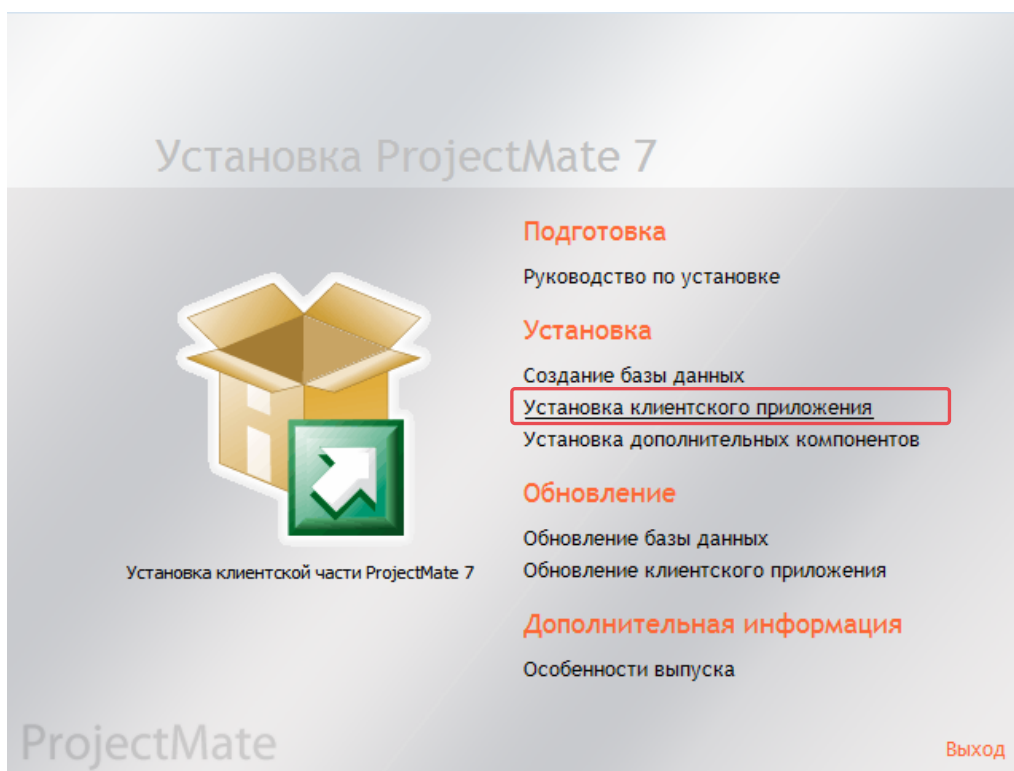 Установка ProjectMate 7
Подготовка
Руководство по установке
Установка
Создание базы данных
Установка клиентского приложения
Установка дополнительных компонентов
Обновление
Обновление базы данных
Обновление клиентского приложения
Дополнительная информация
Особенности выпуска
Установка клиентской части ProjectMate 7
ProjectMate
Выход